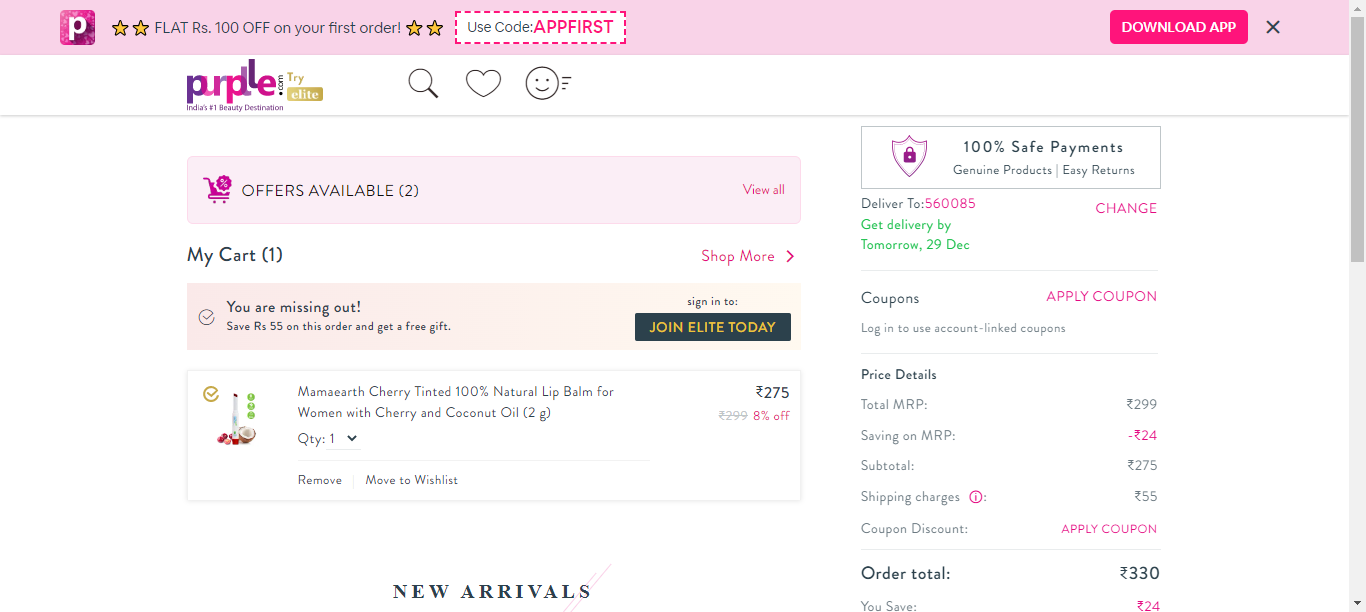 FLAT Rs. 100 OFF on your first order!
Use Code:APPFIRST
DOWNLOAD APP
purplle.com
Try elite
India's #1 Beauty Destination
OFFERS AVAILABLE (2)
View all
My Cart (1)
Shop More
You are missing out!
Save Rs 55 on this order and get a free gift.
sign in to:
JOIN ELITE TODAY
Mamaearth Cherry Tinted 100% Natural Lip Balm for
Women with Cherry and Coconut Oil (2 g)
₹275
₹299 8% off
Qty: 1
Remove
Move to Wishlist
NEW ARRIVALS
100% Safe Payments
Genuine Products | Easy Returns
Deliver To:560085
CHANGE
Get delivery by
Tomorrow, 29 Dec
Coupons
APPLY COUPON
Log in to use account-linked coupons
Price Details
Total MRP: ₹299
Saving on MRP: -₹24
Subtotal: ₹275
Shipping charges : ₹55
Coupon Discount: APPLY COUPON
Order total: ₹330
You Save: ₹24